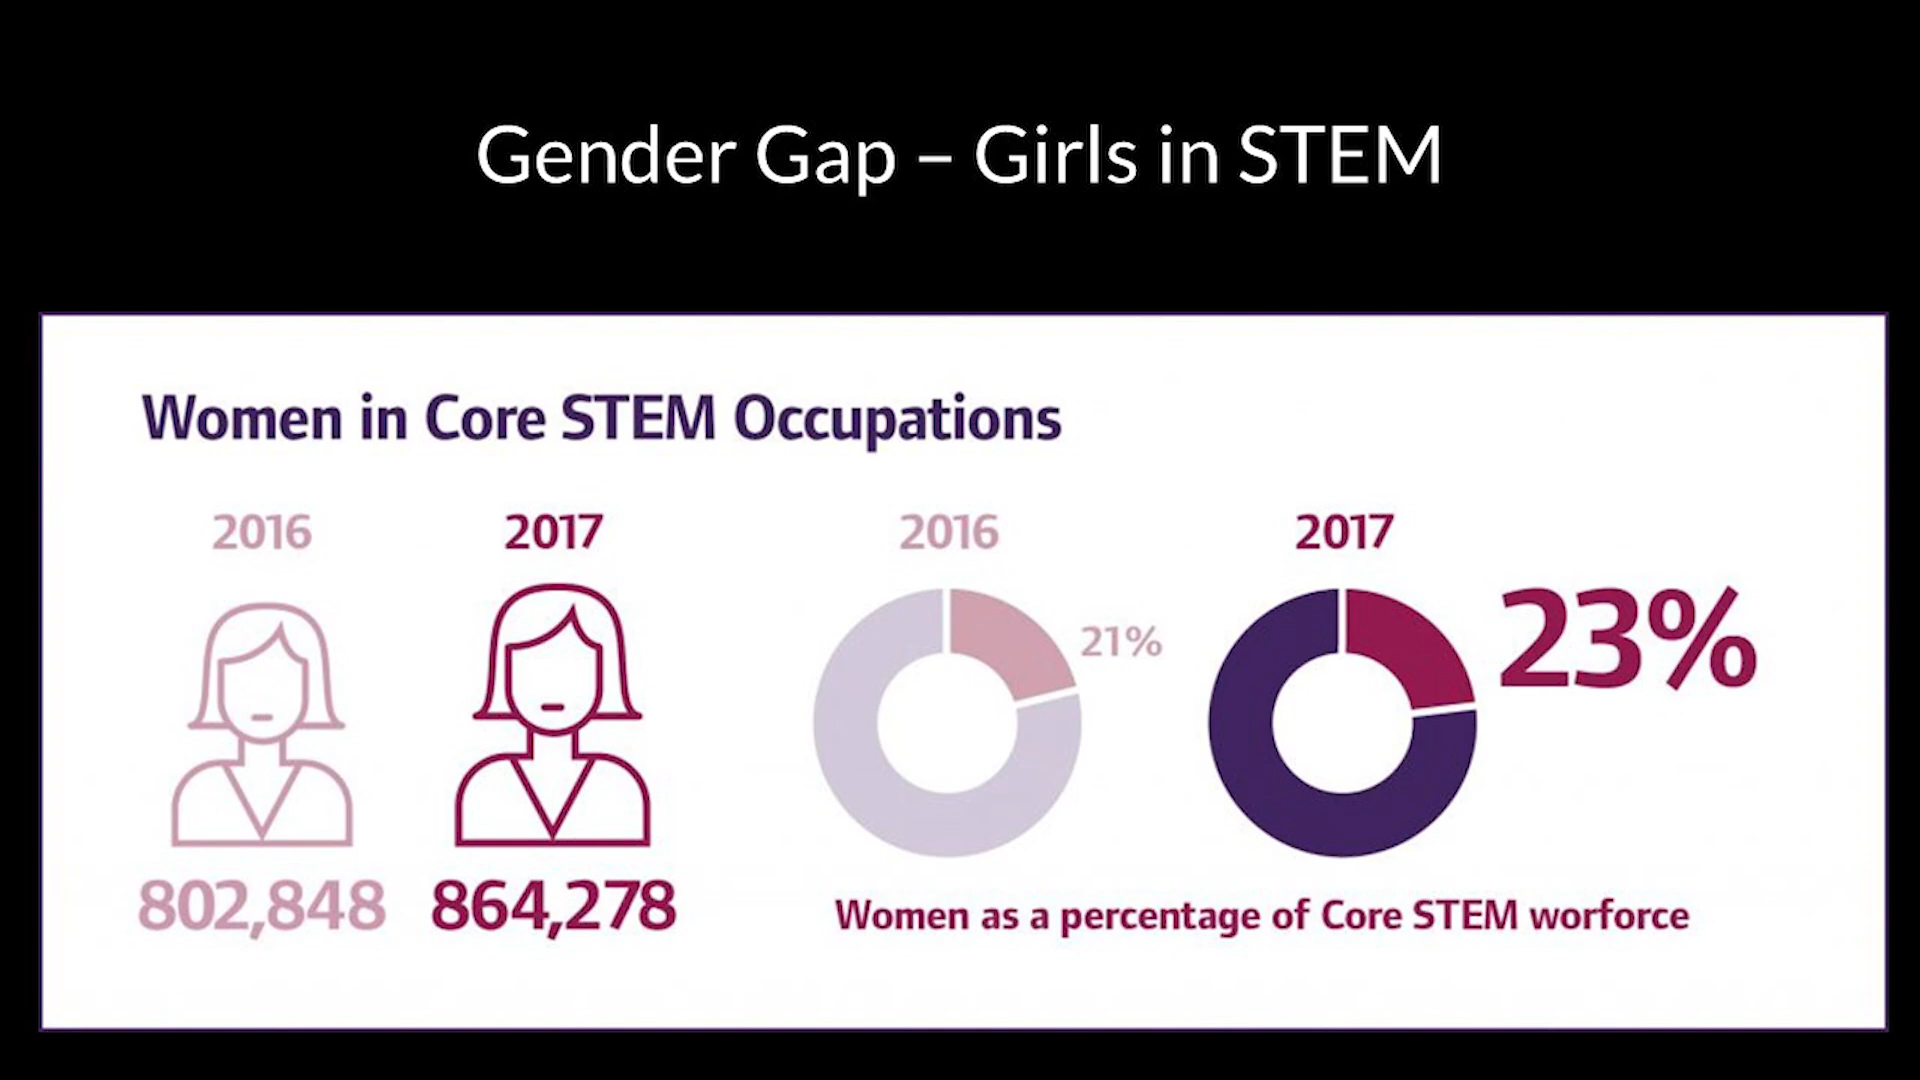 Gender Gap – Girls in STEM
Women in Core STEM Occupations
2016 2017 2016 2017
21% 23%
802,848 864,278
Women as a percentage of Core STEM worforce